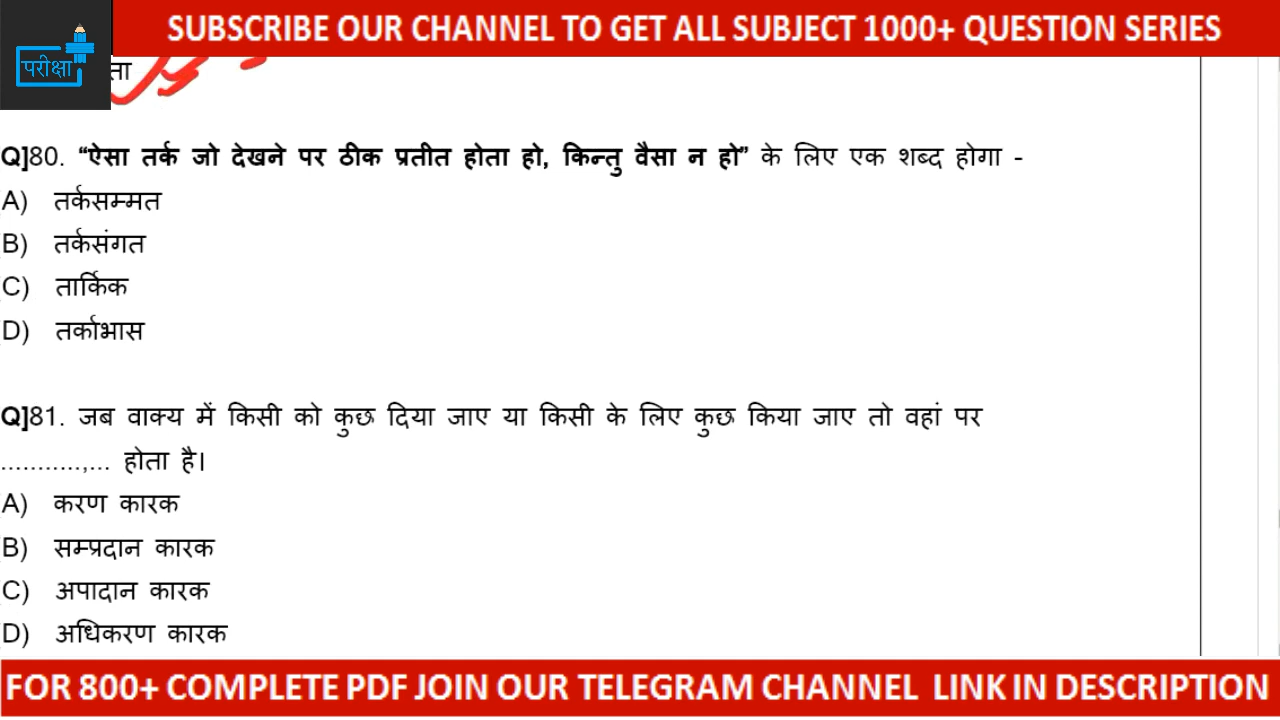 SUBSCRIBE OUR CHANNEL TO GET ALL SUBJECT 1000+ QUESTION SERIES
परीक्षा
Q]80. “ऐसा तर्क जो देखने पर ठीक प्रतीत होता हो, किन्तु वैसा न हो” के लिए एक शब्द होगा -
A) तर्कसम्मत
B) तर्कसंगत
C) तार्किक
D) तर्काभास
Q]81. जब वाक्य में किसी को कुछ दिया जाए या किसी के लिए कुछ किया जाए तो वहां पर
...........,... होता है।
A) करण कारक
B) सम्प्रदान कारक
C) अपादान कारक
D) अधिकरण कारक
FOR 800+ COMPLETE PDF JOIN OUR TELEGRAM CHANNEL LINK IN DESCRIPTION